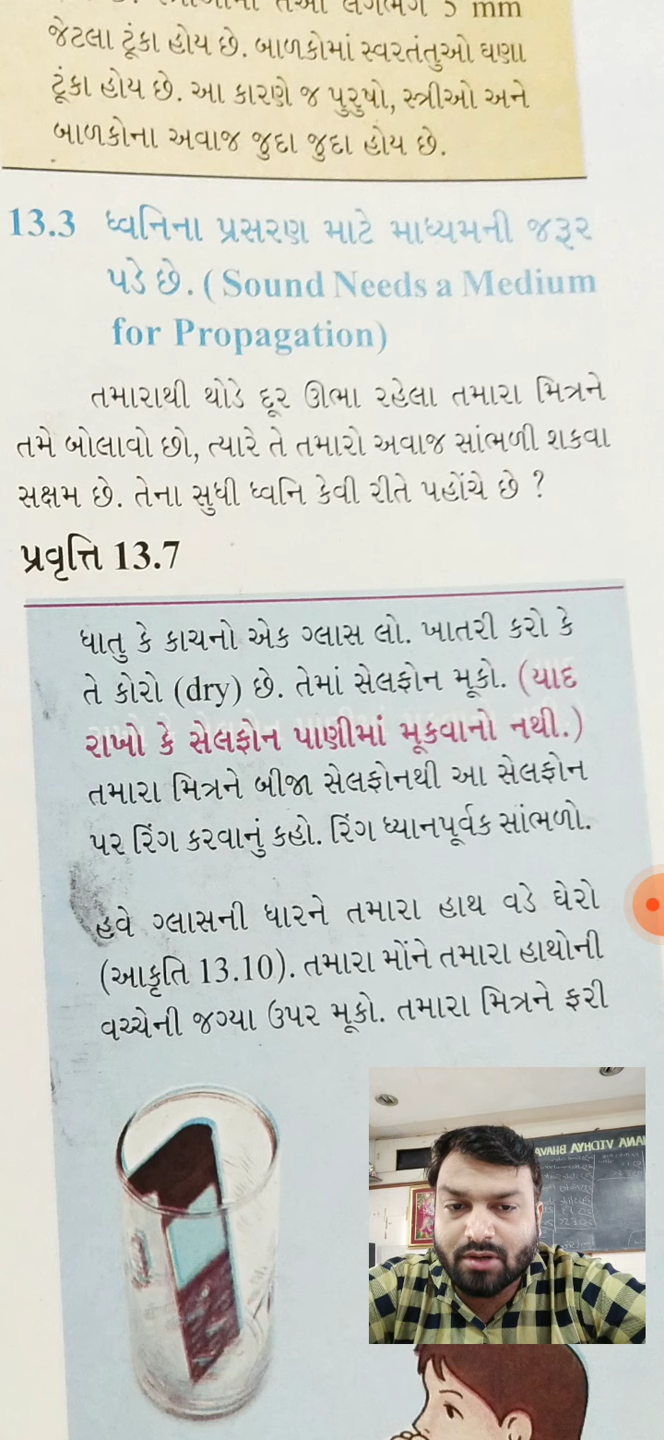 જેટલા ટૂંકા હોય છે. બાળકોમાં સ્વરતંતુઓ ઘણા
ટૂંકા હોય છે. આ કારણે જ પુરુષો, સ્ત્રીઓ અને
બાળકોના અવાજ જુદા જુદા હોય છે.
13.3 ધ્વનિના પ્રસરણ માટે માધ્યમની જરૂર
પડે છે. ( Sound Needs a Medium
for Propagation)
તમારાથી થોડે દૂર ઊભા રહેલા તમારા મિત્રને
તમે બોલાવો છો, ત્યારે તે તમારો અવાજ સાંભળી શકવા
સક્ષમ છે. તેના સુધી ધ્વનિ કેવી રીતે પહોંચે છે ?
પ્રવૃત્તિ 13.7
ધાતુ કે કાચનો એક ગ્લાસ લો. ખાતરી કરો કે
તે કોરો (dry) છે. તેમાં સેલફોન મૂકો. (યાદ
રાખો કે સેલફોન પાણીમાં મૂકવાનો નથી.)
તમારા મિત્રને બીજા સેલફોનથી આ સેલફોન
પર રિંગ કરવાનું કહો. રિંગ ધ્યાનપૂર્વક સાંભળો.
હવે ગ્લાસની ધારને તમારા હાથ વડે ઘેરો
(આકૃતિ 13.10). તમારા મોંને તમારા હાથોની
વચ્ચેની જગ્યા ઉપર મૂકો. તમારા મિત્રને ફરી